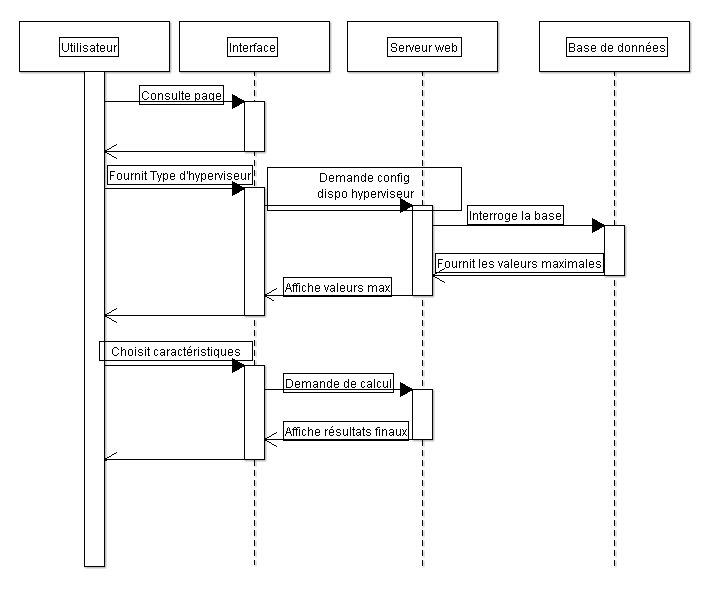 Utilisateur
Interface
Serveur web
Base de données
Consulte page
Fournit Type d'hyperviseur
Demande config
dispo hyperviseur
Interroge la base
Fournit les valeurs maximales
Affiche valeurs max
Choisit caractéristiques
Demande de calcul
Affiche résultats finaux